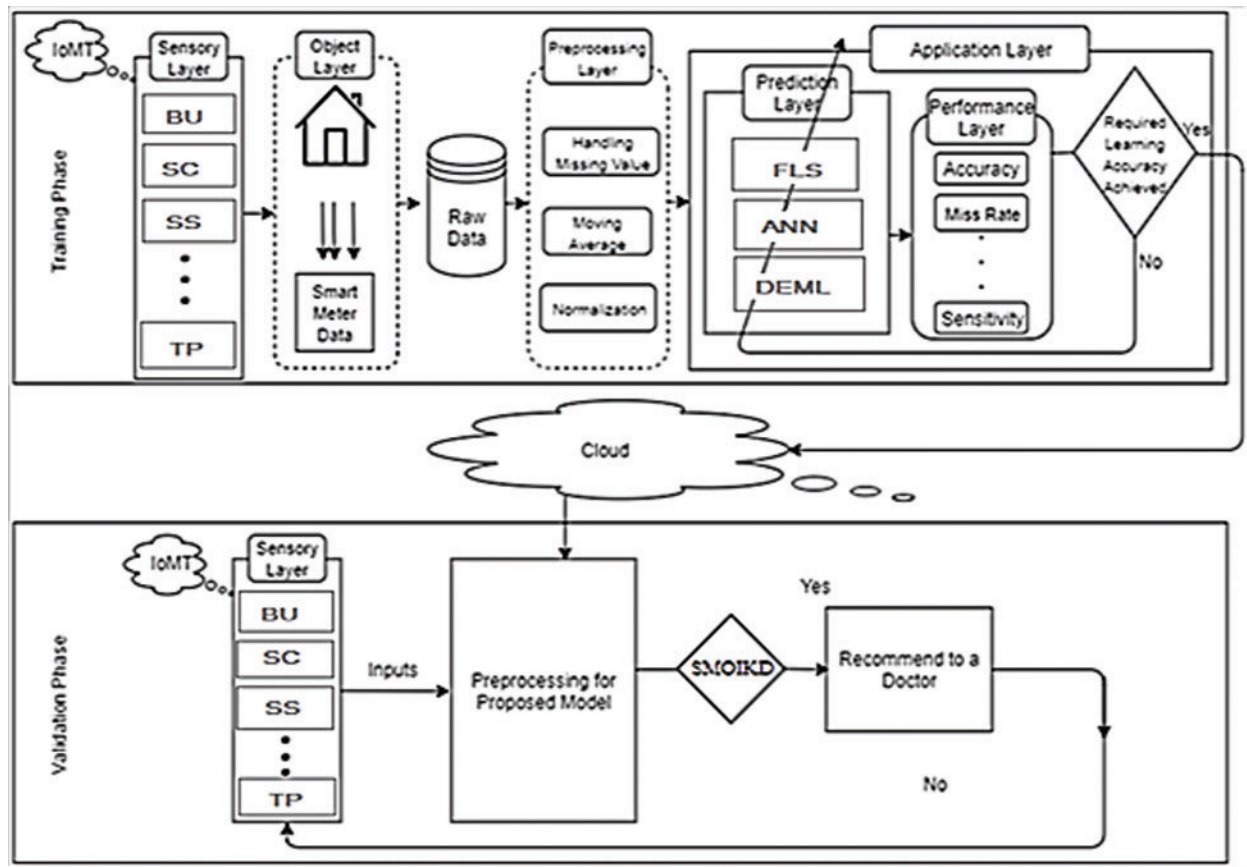 Training Phase
IoMT
Sensory
Layer
BU
SC
SS
TP
Object
Layer
Smart
Meter
Data
Raw
Data
Preprocessing
Layer
Handling
Missing Value
Moving
Average
Normalization
Application Layer
Prediction
Layer
FLS
ANN
DEML
Performance
Layer
Accuracy
Miss Rate
Sensitivity
Required
Learning
Accuracy
Achieved
Yes
No
Cloud
Validation Phase
IoMT
Sensory
Layer
BU
SC
SS
TP
Inputs
Preprocessing for
Proposed Model
SMOIKD
Yes
Recommend to a
Doctor
No